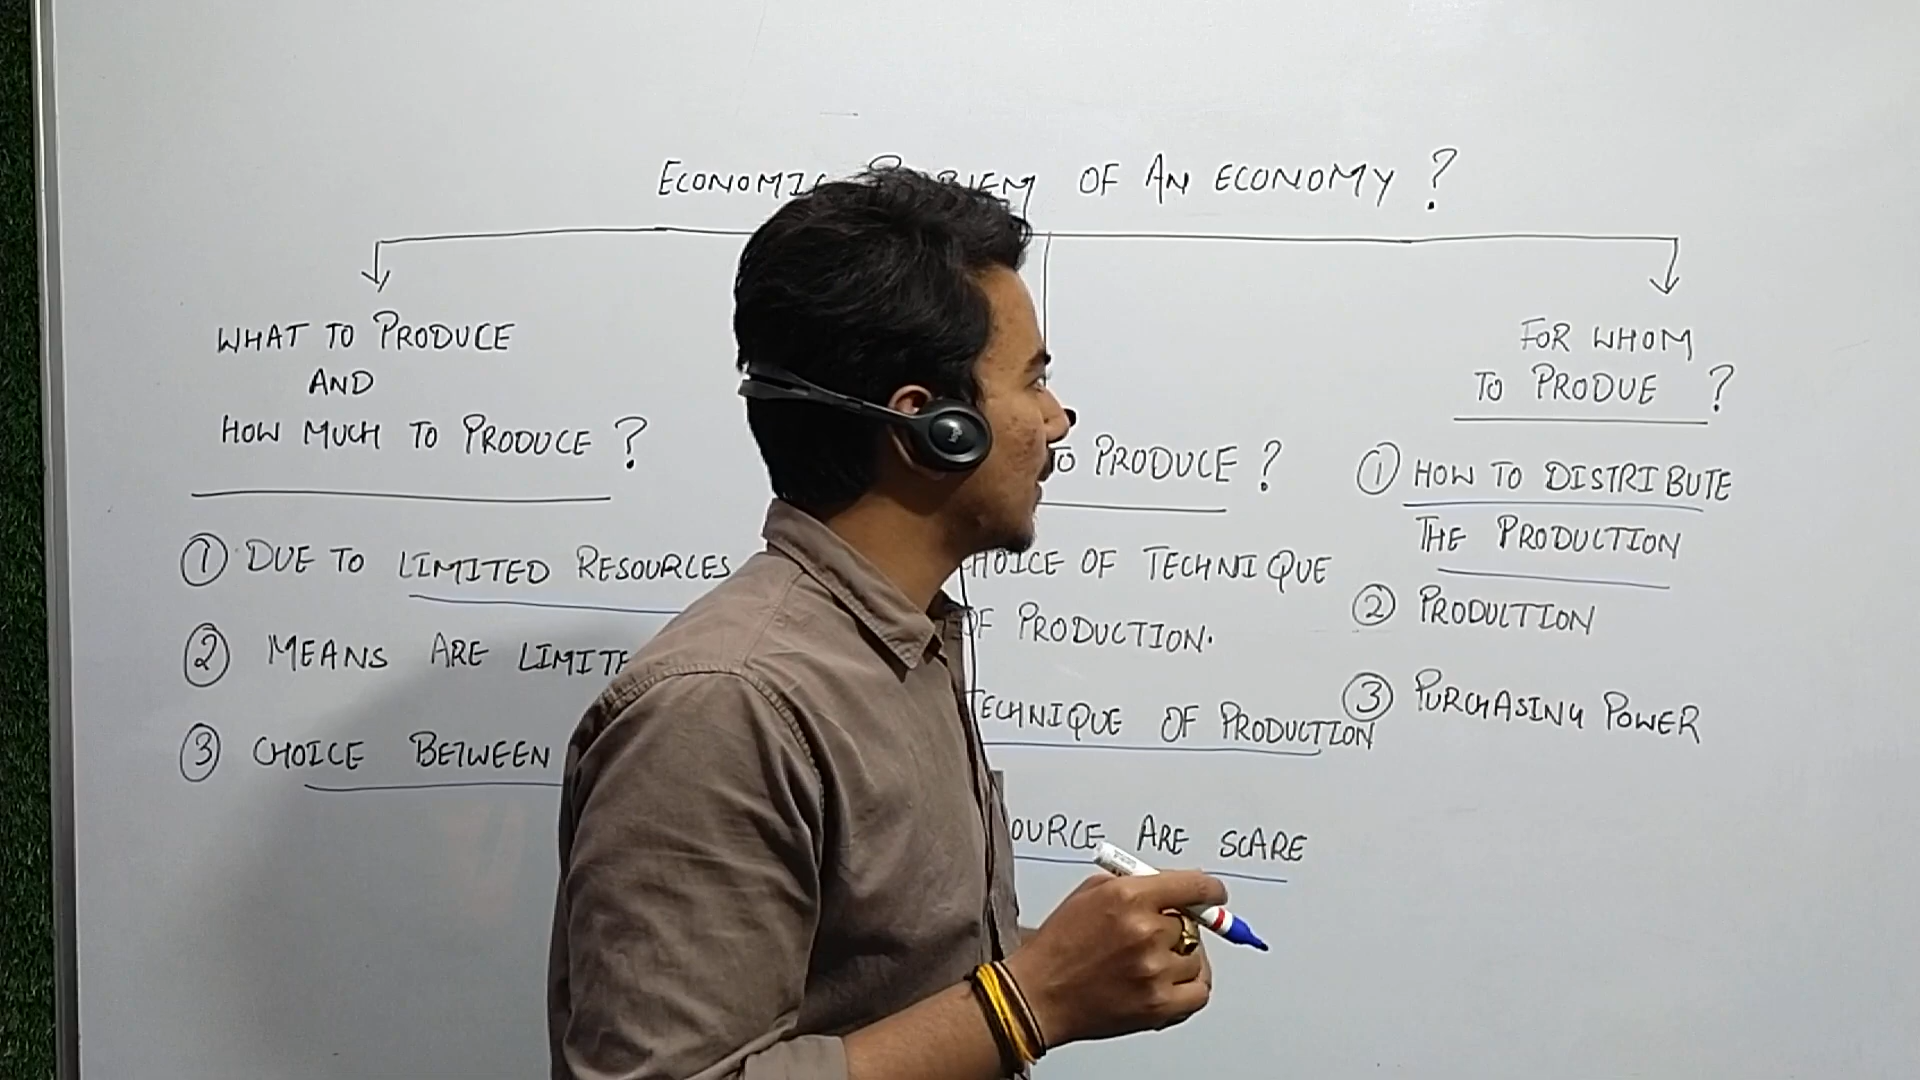 ECONOMIC PROBLEM OF AN ECONOMY ?
WHAT TO PRODUCE
AND
HOW MUCH TO PRODUCE ?
① DUE TO LIMITED RESOURCES
② MEANS ARE
③ CHOICE BETWEEN
TO PRODUCE ?
CHOICE OF TECHNIQUE
OF PRODUCTION.
TECHNIQUE OF PRODUCTION
ARE SCARE
FOR WHOM
TO PRODUE ?
① HOW TO DISTRIBUTE
THE PRODUCTION
② PRODUCTION
③ PURCHASING POWER